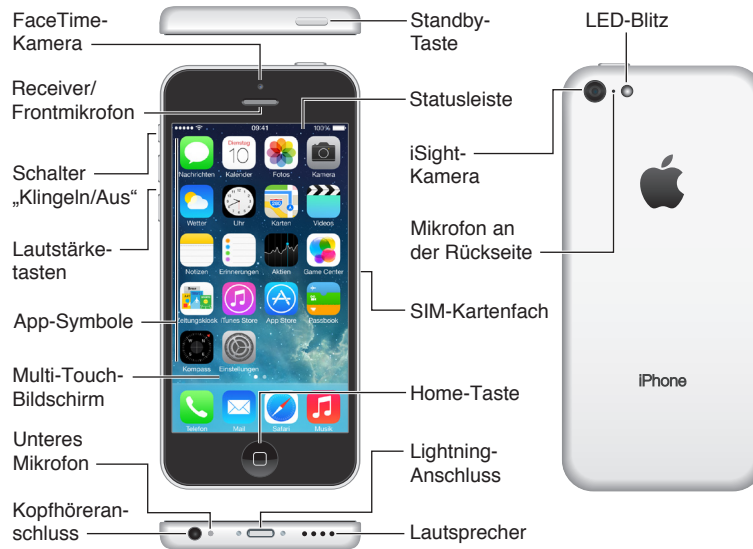 FaceTime-
Kamera
Receiver/
Frontmikrofon
Schalter
„Klingeln/Aus“
Lautstärke-
tasten
App-Symbole
Multi-Touch-
Bildschirm
Unteres
Mikrofon
Kopfhöreran-
schluss
09:41
100%
Dienstag
10
Nachrichten Kalender Fotos Kamera
280
Wetter Uhr Karten Videos
Notizen Erinnerungen Aktien Game Center
Zeitungskiosk iTunes Store App Store Passbook
Kompass Einstellungen
Telefon Mail Safari Musik
Standby-
Taste
Statusleiste
SIM-Kartenfach
Home-Taste
Lightning-
Anschluss
Lautsprecher
LED-Blitz
iSight-
Kamera
Mikrofon an
der Rückseite
iPhone